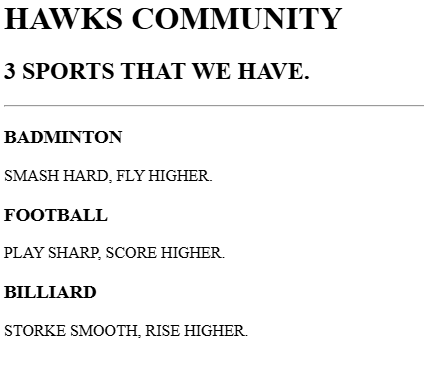 HAWKS COMMUNITY
3 SPORTS THAT WE HAVE.
BADMINTON
SMASH HARD, FLY HIGHER.
FOOTBALL
PLAY SHARP, SCORE HIGHER.
BILLIARD
STORKE SMOOTH, RISE HIGHER.